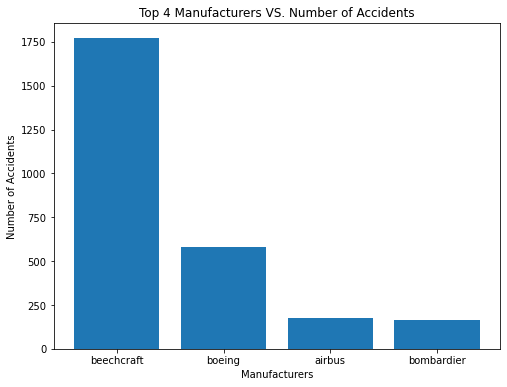 Top 4 Manufacturers VS. Number of Accidents
Number of Accidents
1750
1500
1250
1000
750
500
250
0
beechcraft
boeing
airbus
bombardier
Manufacturers